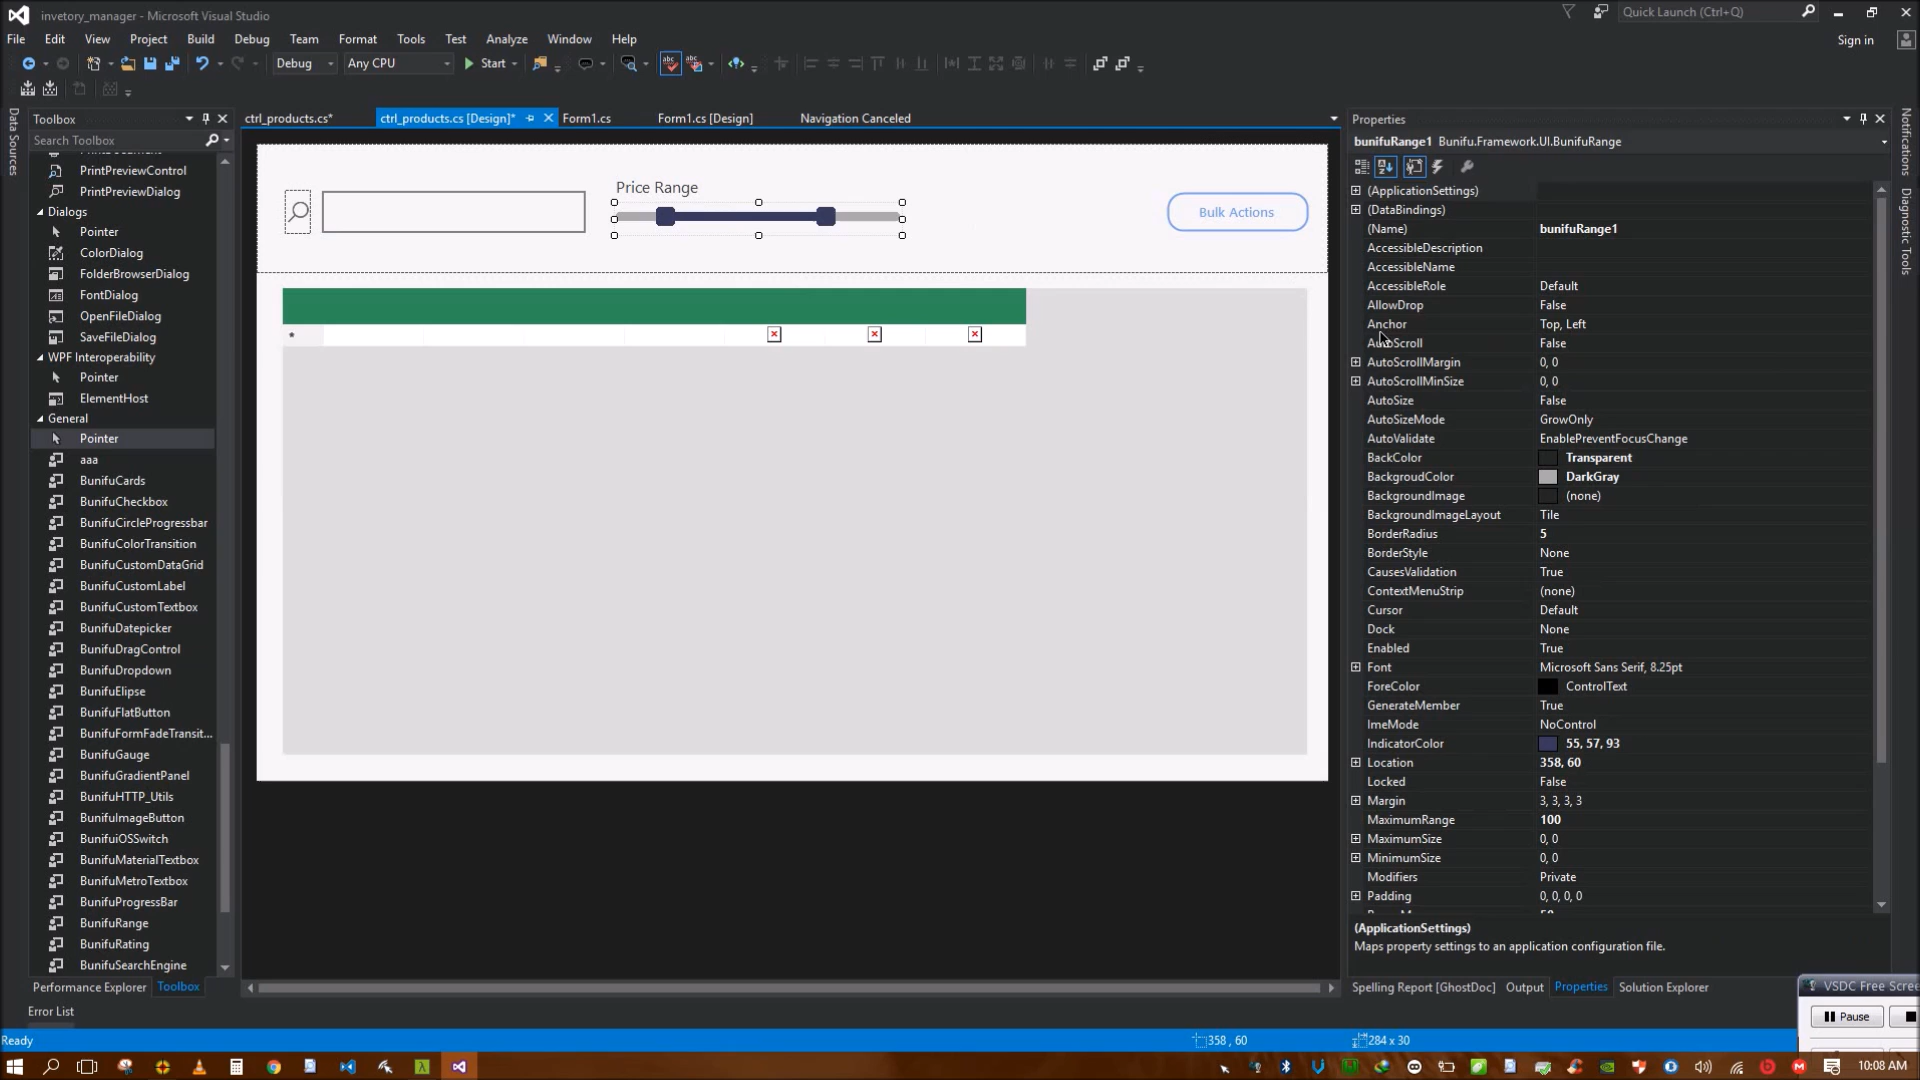 invetory_manager - Microsoft Visual Studio
Quick Launch (Ctrl+Q)
File Edit View Project Build Debug Team Format Tools Test Analyze Window Help
Sign in
Debug Any CPU Start
Data Sources
Toolbox
Search Toolbox
PrintPreviewControl
PrintPreviewDialog
Dialogs
Pointer
ColorDialog
FolderBrowserDialog
FontDialog
OpenFileDialog
SaveFileDialog
WPF Interoperability
Pointer
ElementHost
General
Pointer
aaa
BunifuCards
BunifuCheckbox
BunifuCircleProgressbar
BunifuColorTransition
BunifuCustomDataGrid
BunifuCustomLabel
BunifuCustomTextbox
BunifuDatepicker
BunifuDragControl
BunifuDropdown
BunifuElipse
BunifuFlatButton
BunifuFormFadeTransit...
BunifuGauge
BunifuGradientPanel
BunifuHTTP_Utils
BunifuImageButton
BunifuiOSSwitch
BunifuMaterialTextbox
BunifuMetroTextbox
BunifuProgressBar
BunifuRange
BunifuRating
BunifuSearchEngine
Performance Explorer Toolbox
ctrl_products.cs* ctrl_products.cs [Design]* Form1.cs Form1.cs [Design] Navigation Canceled
Price Range
Bulk Actions
*
Properties
bunifuRange1 Bunifu.Framework.UI.BunifuRange
(ApplicationSettings)
(DataBindings)
(Name) bunifuRange1
AccessibleDescription
AccessibleName
AccessibleRole Default
AllowDrop False
Anchor Top, Left
AutoScroll False
AutoScrollMargin 0, 0
AutoScrollMinSize 0, 0
AutoSize False
AutoSizeMode GrowOnly
AutoValidate EnablePreventFocusChange
BackColor Transparent
BackgroudColor DarkGray
BackgroundImage (none)
BackgroundImageLayout Tile
BorderRadius 5
BorderStyle None
CausesValidation True
ContextMenuStrip (none)
Cursor Default
Dock None
Enabled True
Font Microsoft Sans Serif, 8.25pt
ForeColor ControlText
GenerateMember True
ImeMode NoControl
IndicatorColor 55, 57, 93
Location 358, 60
Locked False
Margin 3, 3, 3, 3
MaximumRange 100
MaximumSize 0, 0
MinimumSize 0, 0
Modifiers Private
Padding 0, 0, 0, 0
(ApplicationSettings)
Maps property settings to an application configuration file.
Spelling Report [GhostDoc] Output Properties Solution Explorer
Notifications
Diagnostic Tools
VSDC Free Scree
Pause
Error List
Ready
358 , 60
284 x 30
10:08 AM